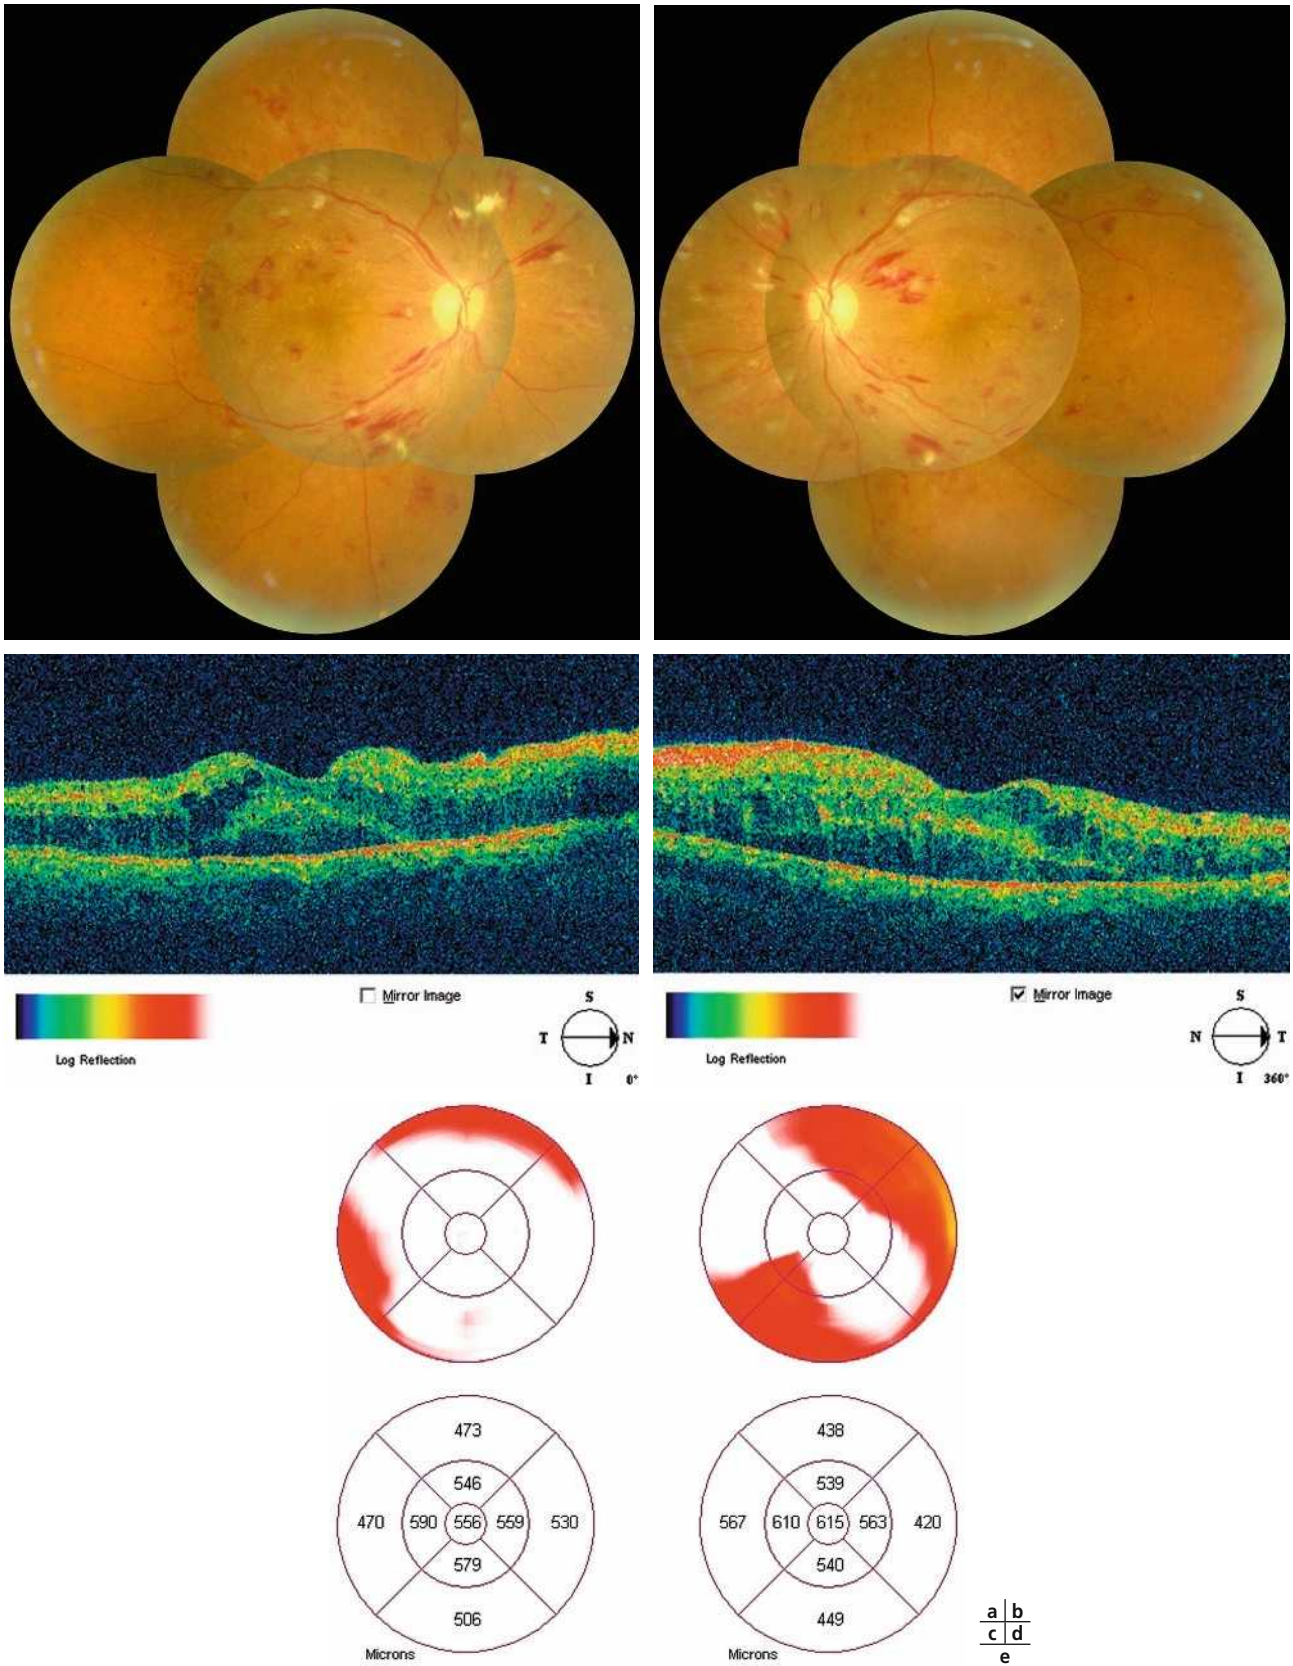 Mirror Image
S
T N
Log Reflection
I 0°
Mirror Image
S
N T
Log Reflection
I 360°
473
546
470 590 556 559 530
579
506
Microns
438
539
567 610 615 563 420
540
449
Microns
a b
c d
e